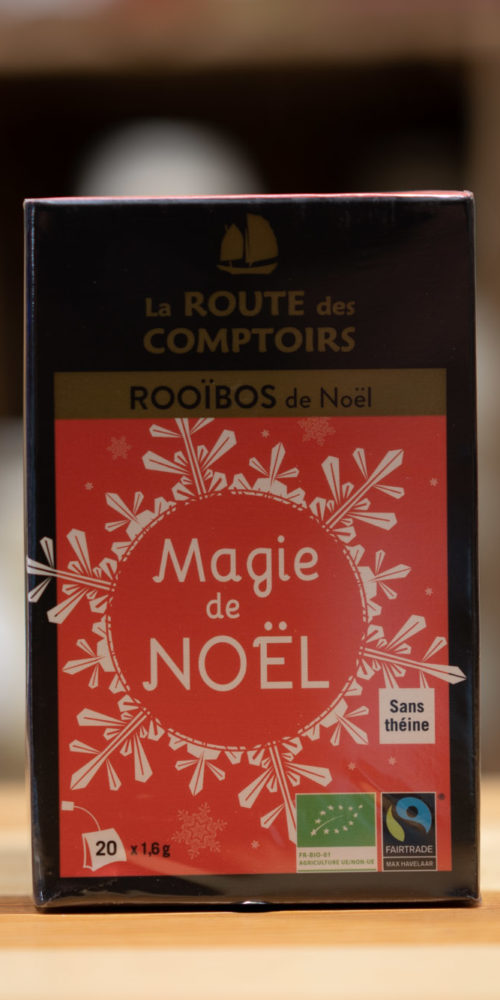 La ROUTE des
COMPTOIRS
ROOÏBOS de Noël
Magie
de
NOËL
Sans
théine
20 x 1,6g
FR-BIO-01
AGRICULTURE UE/NON-UE
FAIRTRADE
MAX HAVELAAR
®